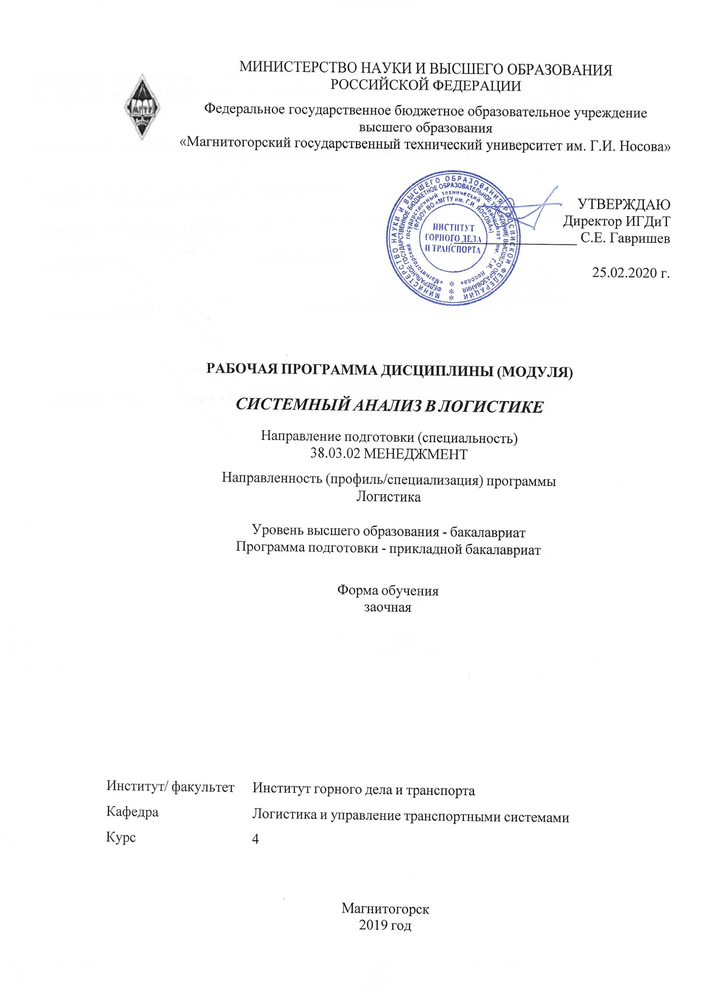 МИНИСТЕРСТВО НАУКИ И ВЫСШЕГО ОБРАЗОВАНИЯ
РОССИЙСКОЙ ФЕДЕРАЦИИ
Федеральное государственное бюджетное образовательное учреждение
высшего образования
«Магнитогорский государственный технический университет им. Г.И. Носова»
МИНИСТЕРСТВО НАУКИ И ВЫСШЕГО ОБРАЗОВАНИЯ РОССИЙСКОЙ ФЕДЕРАЦИИ
ФЕДЕРАЛЬНОЕ ГОСУДАРСТВЕННОЕ БЮДЖЕТНОЕ ОБРАЗОВАТЕЛЬНОЕ УЧРЕЖДЕНИЕ ВЫСШЕГО ОБРАЗОВАНИЯ
«Магнитогорский государственный технический университет им. Г.И. Носова»
(ФГБОУ ВО «МГТУ им. Г.И. НОСОВА»)
ИНСТИТУТ
ГОРНОГО ДЕЛА
И ТРАНСПОРТА
УТВЕРЖДАЮ
Директор ИГДиТ
С.Е. Гавришев
25.02.2020 г.
РАБОЧАЯ ПРОГРАММА ДИСЦИПЛИНЫ (МОДУЛЯ)
СИСТЕМНЫЙ АНАЛИЗ В ЛОГИСТИКЕ
Направление подготовки (специальность)
38.03.02 МЕНЕДЖМЕНТ
Направленность (профиль/специализация) программы
Логистика
Уровень высшего образования - бакалавриат
Программа подготовки - прикладной бакалавриат
Форма обучения
заочная
Институт/ факультет Институт горного дела и транспорта
Кафедра Логистика и управление транспортными системами
Курс 4
Магнитогорск
2019 год